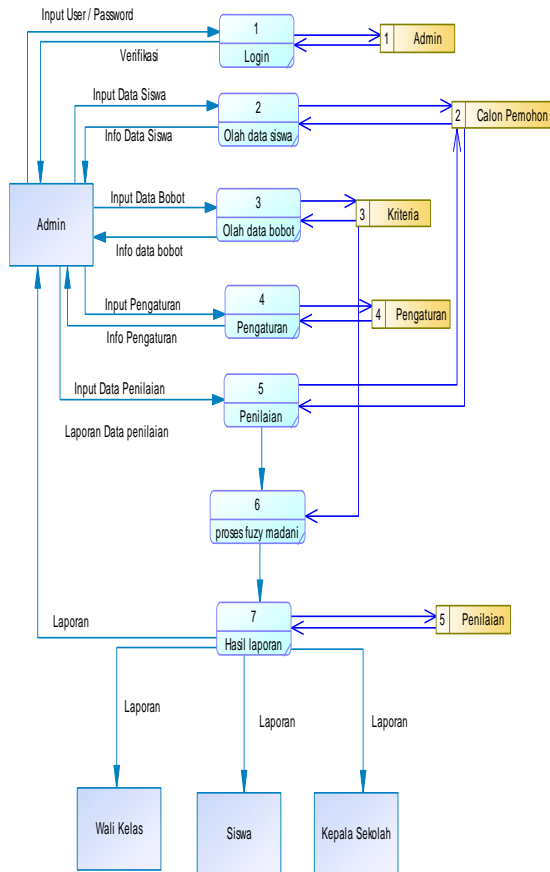 Input User / Password
1
Login
Verifikasi
1 Admin
Input Data Siswa
2
Olah data siswa
Info Data Siswa
2 Calon Pemohon
Admin
Input Data Bobot
3
Olah data bobot
Info data bobot
3 Kriteria
Input Pengaturan
4
Pengaturan
Info Pengaturan
4 Pengaturan
Input Data Penilaian
5
Penilaian
Laporan Data penilaian
6
proses fuzy madani
7
Hasil laporan
Laporan
5 Penilaian
Laporan
Laporan
Laporan
Wali Kelas
Siswa
Kepala Sekolah